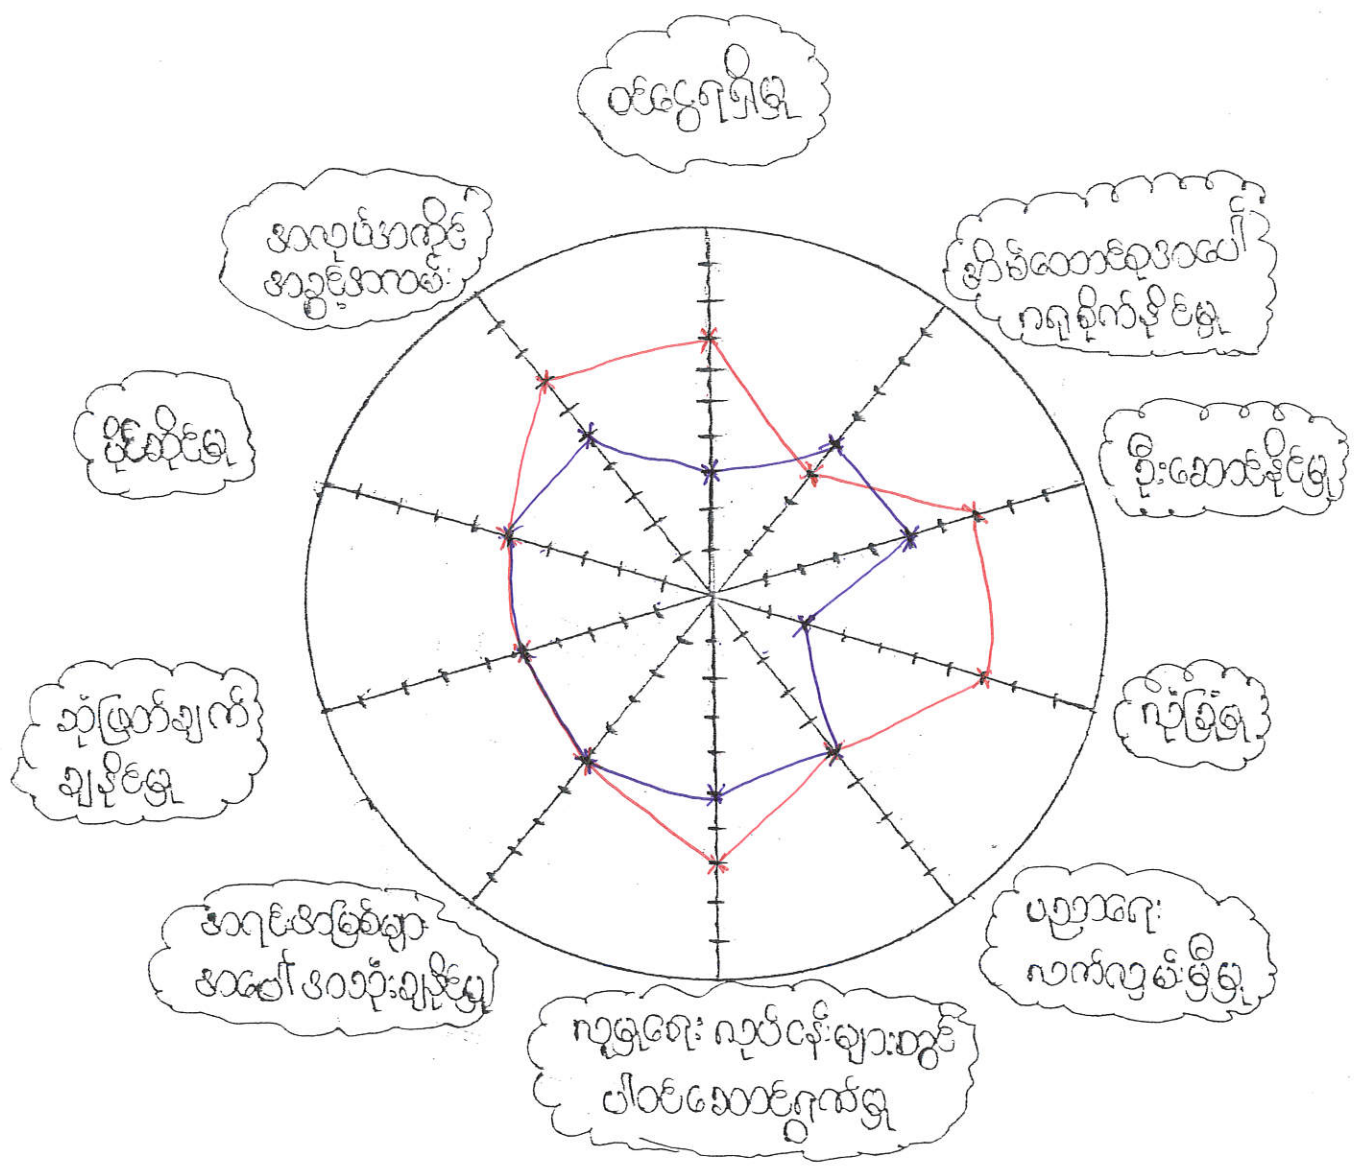 ဝင်ငွေရရှိမှု
အိမ်ထောင်စုအပေါ်
ဂရုစိုက်နိုင်မှု
ဦးဆောင်နိုင်မှု
လုံခြုံမှု
ပညာရေး
လက်လှမ်းမှီမှု
လူမှုရေး လုပ်ငန်းများတွင်
ပါဝင်ဆောင်ရွက်မှု
အရင်းအမြစ်များ
အပေါ် အသုံးချနိုင်မှု
ဆုံးဖြတ်ချက်
ချနိုင်မှု
ပိုင်ဆိုင်မှု
အလုပ်အကိုင်
အခွင့်အလမ်း